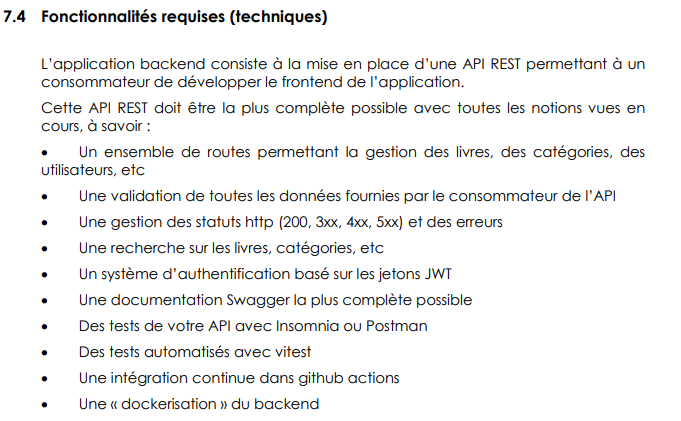 7.4 Fonctionnalités requises (techniques)
L’application backend consiste à la mise en place d’une API REST permettant à un
consommateur de développer le frontend de l’application.
Cette API REST doit être la plus complète possible avec toutes les notions vues en
cours, à savoir :
• Un ensemble de routes permettant la gestion des livres, des catégories, des
utilisateurs, etc
• Une validation de toutes les données fournies par le consommateur de l’API
• Une gestion des statuts http (200, 3xx, 4xx, 5xx) et des erreurs
• Une recherche sur les livres, catégories, etc
• Un système d’authentification basé sur les jetons JWT
• Une documentation Swagger la plus complète possible
• Des tests de votre API avec Insomnia ou Postman
• Des tests automatisés avec vitest
• Une intégration continue dans github actions
• Une « dockerisation » du backend